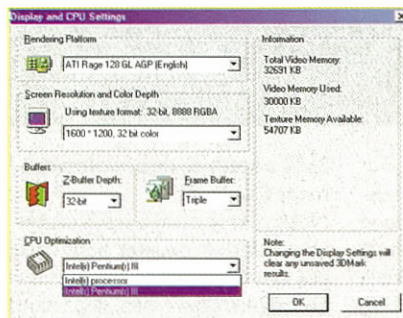 Display and CPU Settings
Rendering Platform
ATI Rage 128 GL AGP (English)
Screen Resolution and Color Depth
Using texture format: 32-bit, 8888 RGBA
1600 * 1200, 32 bit color
Buffers
Z-Buffer Depth:
32-bit
Frame Buffer:
Triple
CPU Optimization
Intel(r) Pentium(r) III
Intel(r) processors
Intel(r) Pentium(r) III
Information
Total Video Memory:
32691 KB
Video Memory Used:
30000 KB
Texture Memory Available:
54707 KB
Note:
Changing the Display Settings will
clear any unsaved 3DMark
results.
OK
Cancel